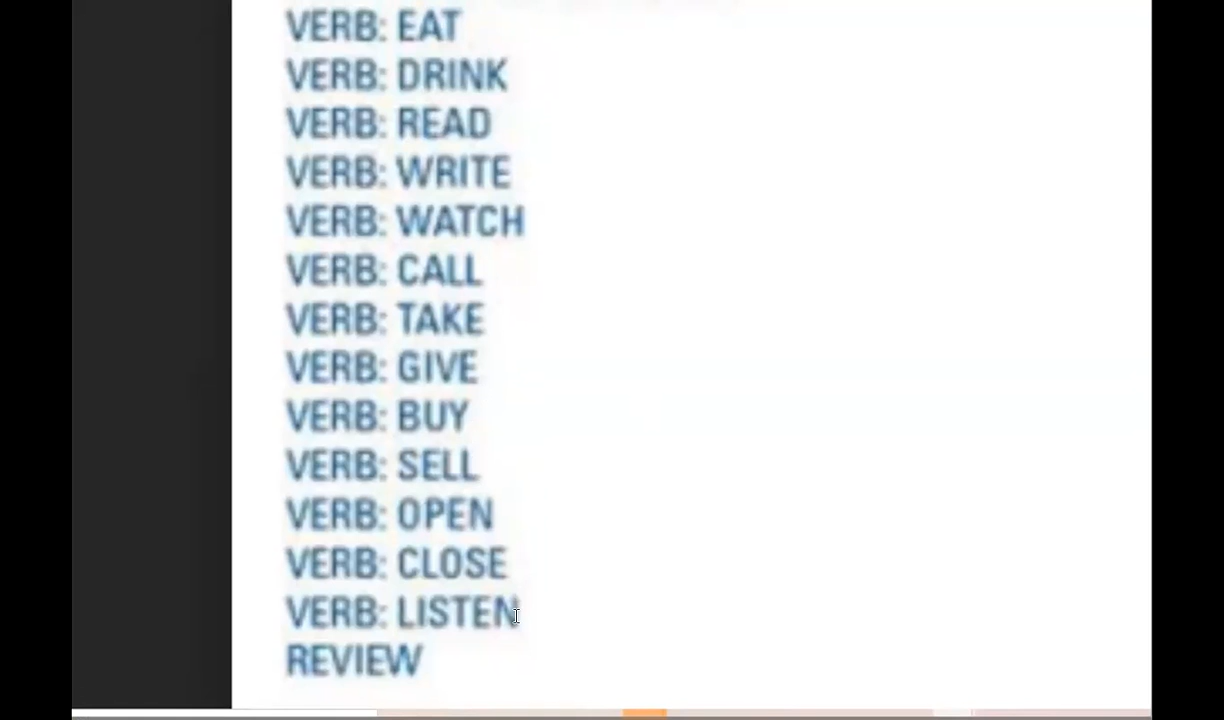 VERB: EAT
VERB: DRINK
VERB: READ
VERB: WRITE
VERB: WATCH
VERB: CALL
VERB: TAKE
VERB: GIVE
VERB: BUY
VERB: SELL
VERB: OPEN
VERB: CLOSE
VERB: LISTEN
REVIEW